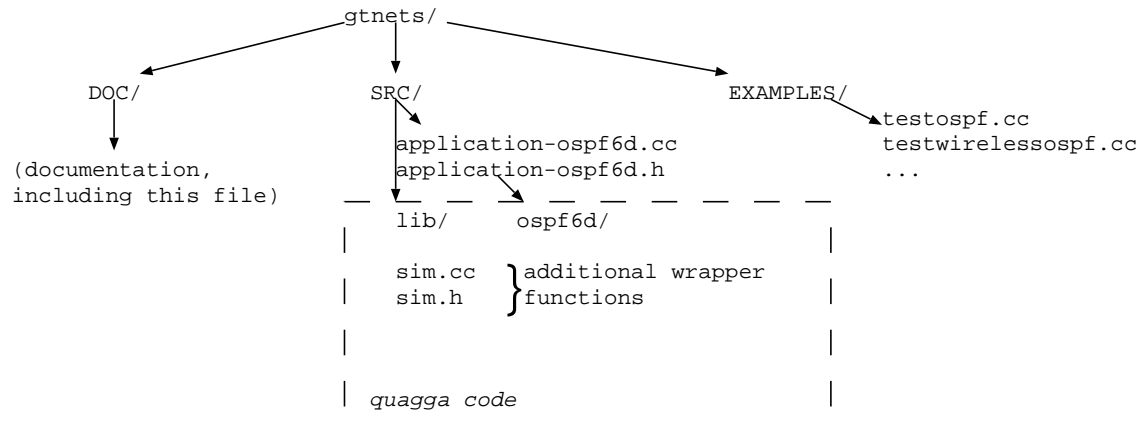 gtnets/
DOC/
SRC/
EXAMPLES/
testospf.cc
application-ospf6d.cc
testwirelessospf.cc
(documentation,
application-ospf6d.h
...
including this file)
lib/ ospf6d/
sim.cc additional wrapper
sim.h functions
quagga code